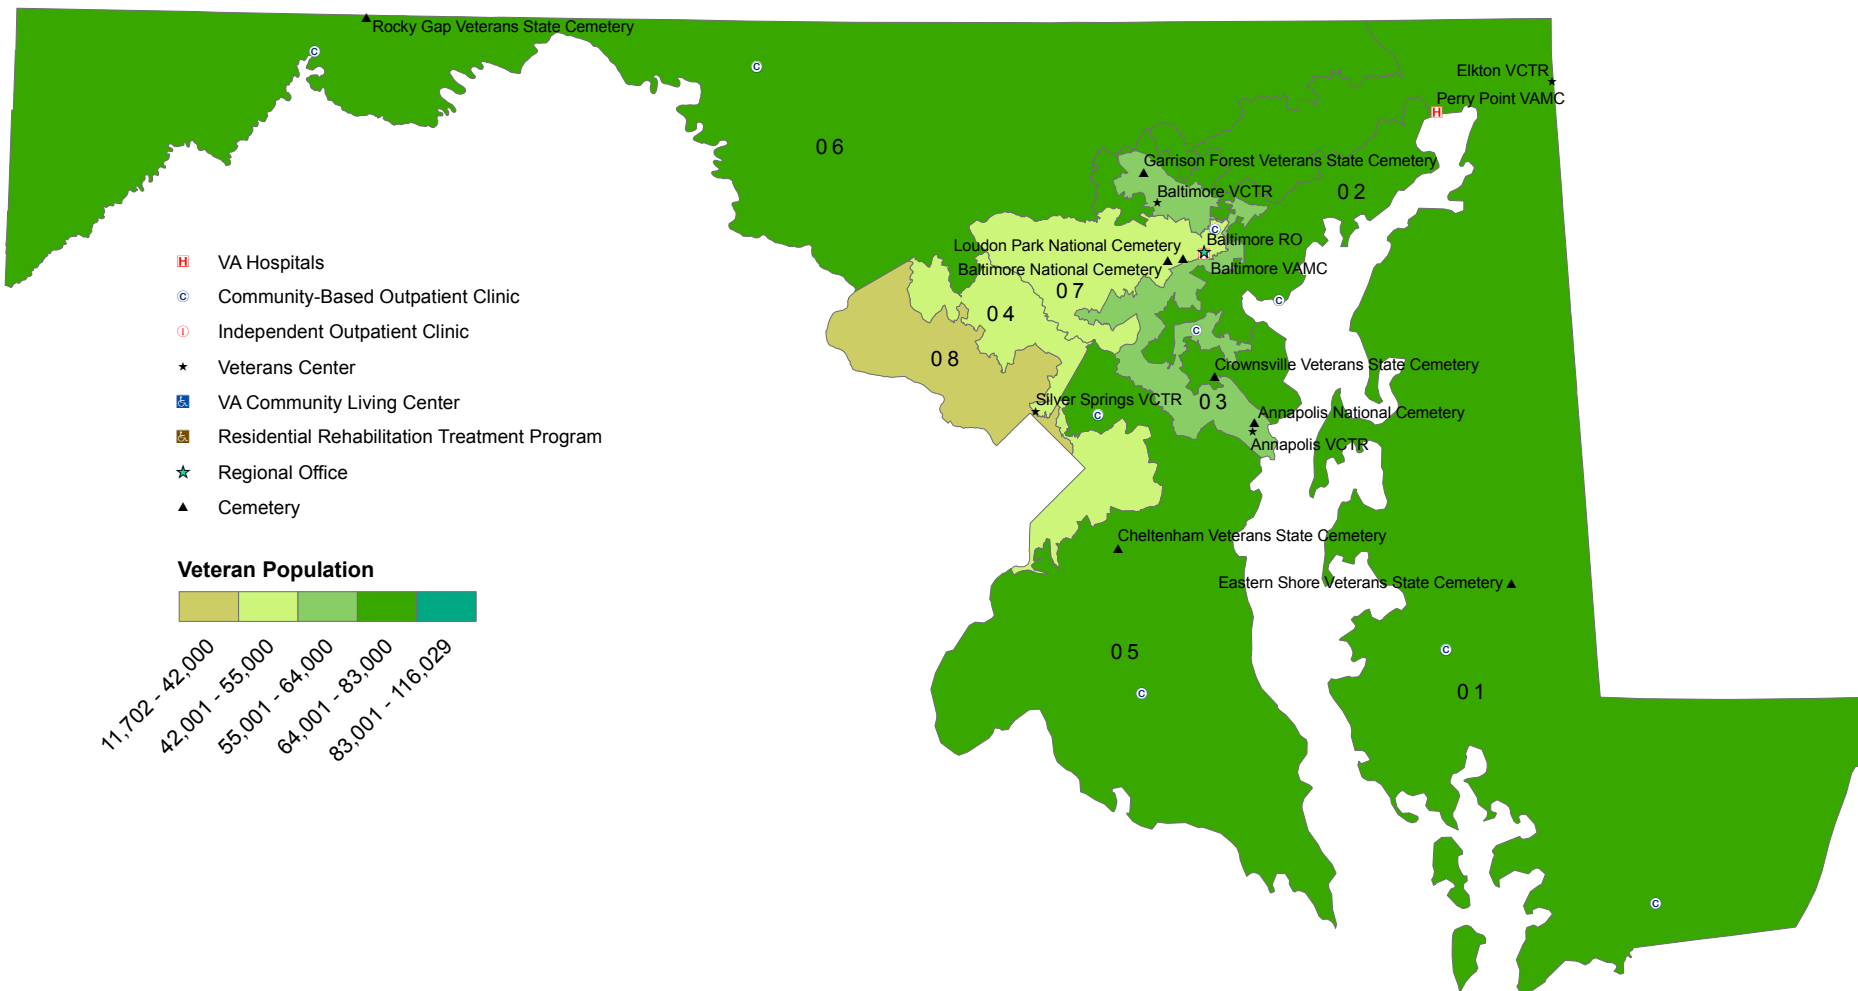 Rocky Gap Veterans State Cemetery
C
C
Elkton VCTR
Perry Point VAMC
H
06
Garrison Forest Veterans State Cemetery
02
Baltimore VCTR
C
Loudon Park National Cemetery
Baltimore RO
Baltimore National Cemetery
Baltimore VAMC
07
C
04
C
08
Crownsville Veterans State Cemetery
Silver Springs VCTR
03
C
Annapolis National Cemetery
Annapolis VCTR
Cheltenham Veterans State Cemetery
Eastern Shore Veterans State Cemetery
05
C
C
01
C
H VA Hospitals
C Community-Based Outpatient Clinic
I Independent Outpatient Clinic
Veterans Center
VA Community Living Center
Residential Rehabilitation Treatment Program
Regional Office
Cemetery
Veteran Population
11,702 - 42,000
42,001 - 55,000
55,001 - 64,000
64,001 - 83,000
83,001 - 116,029